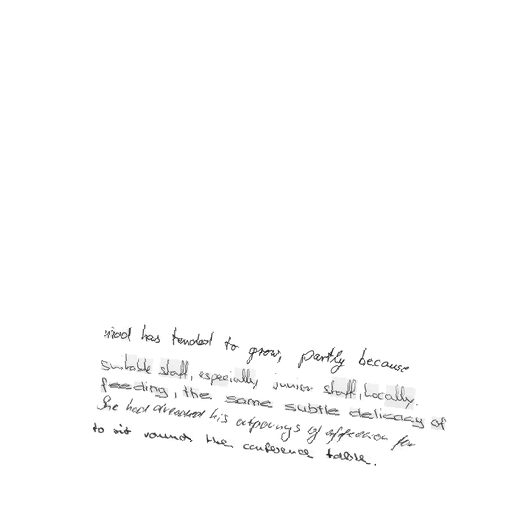 has tended to grow, partly because
suitable staff, especially junior staff, locally.
feeding, the same subtle delicacy of
She had dreaded his outpourings of affection for
to sit round the conference table.